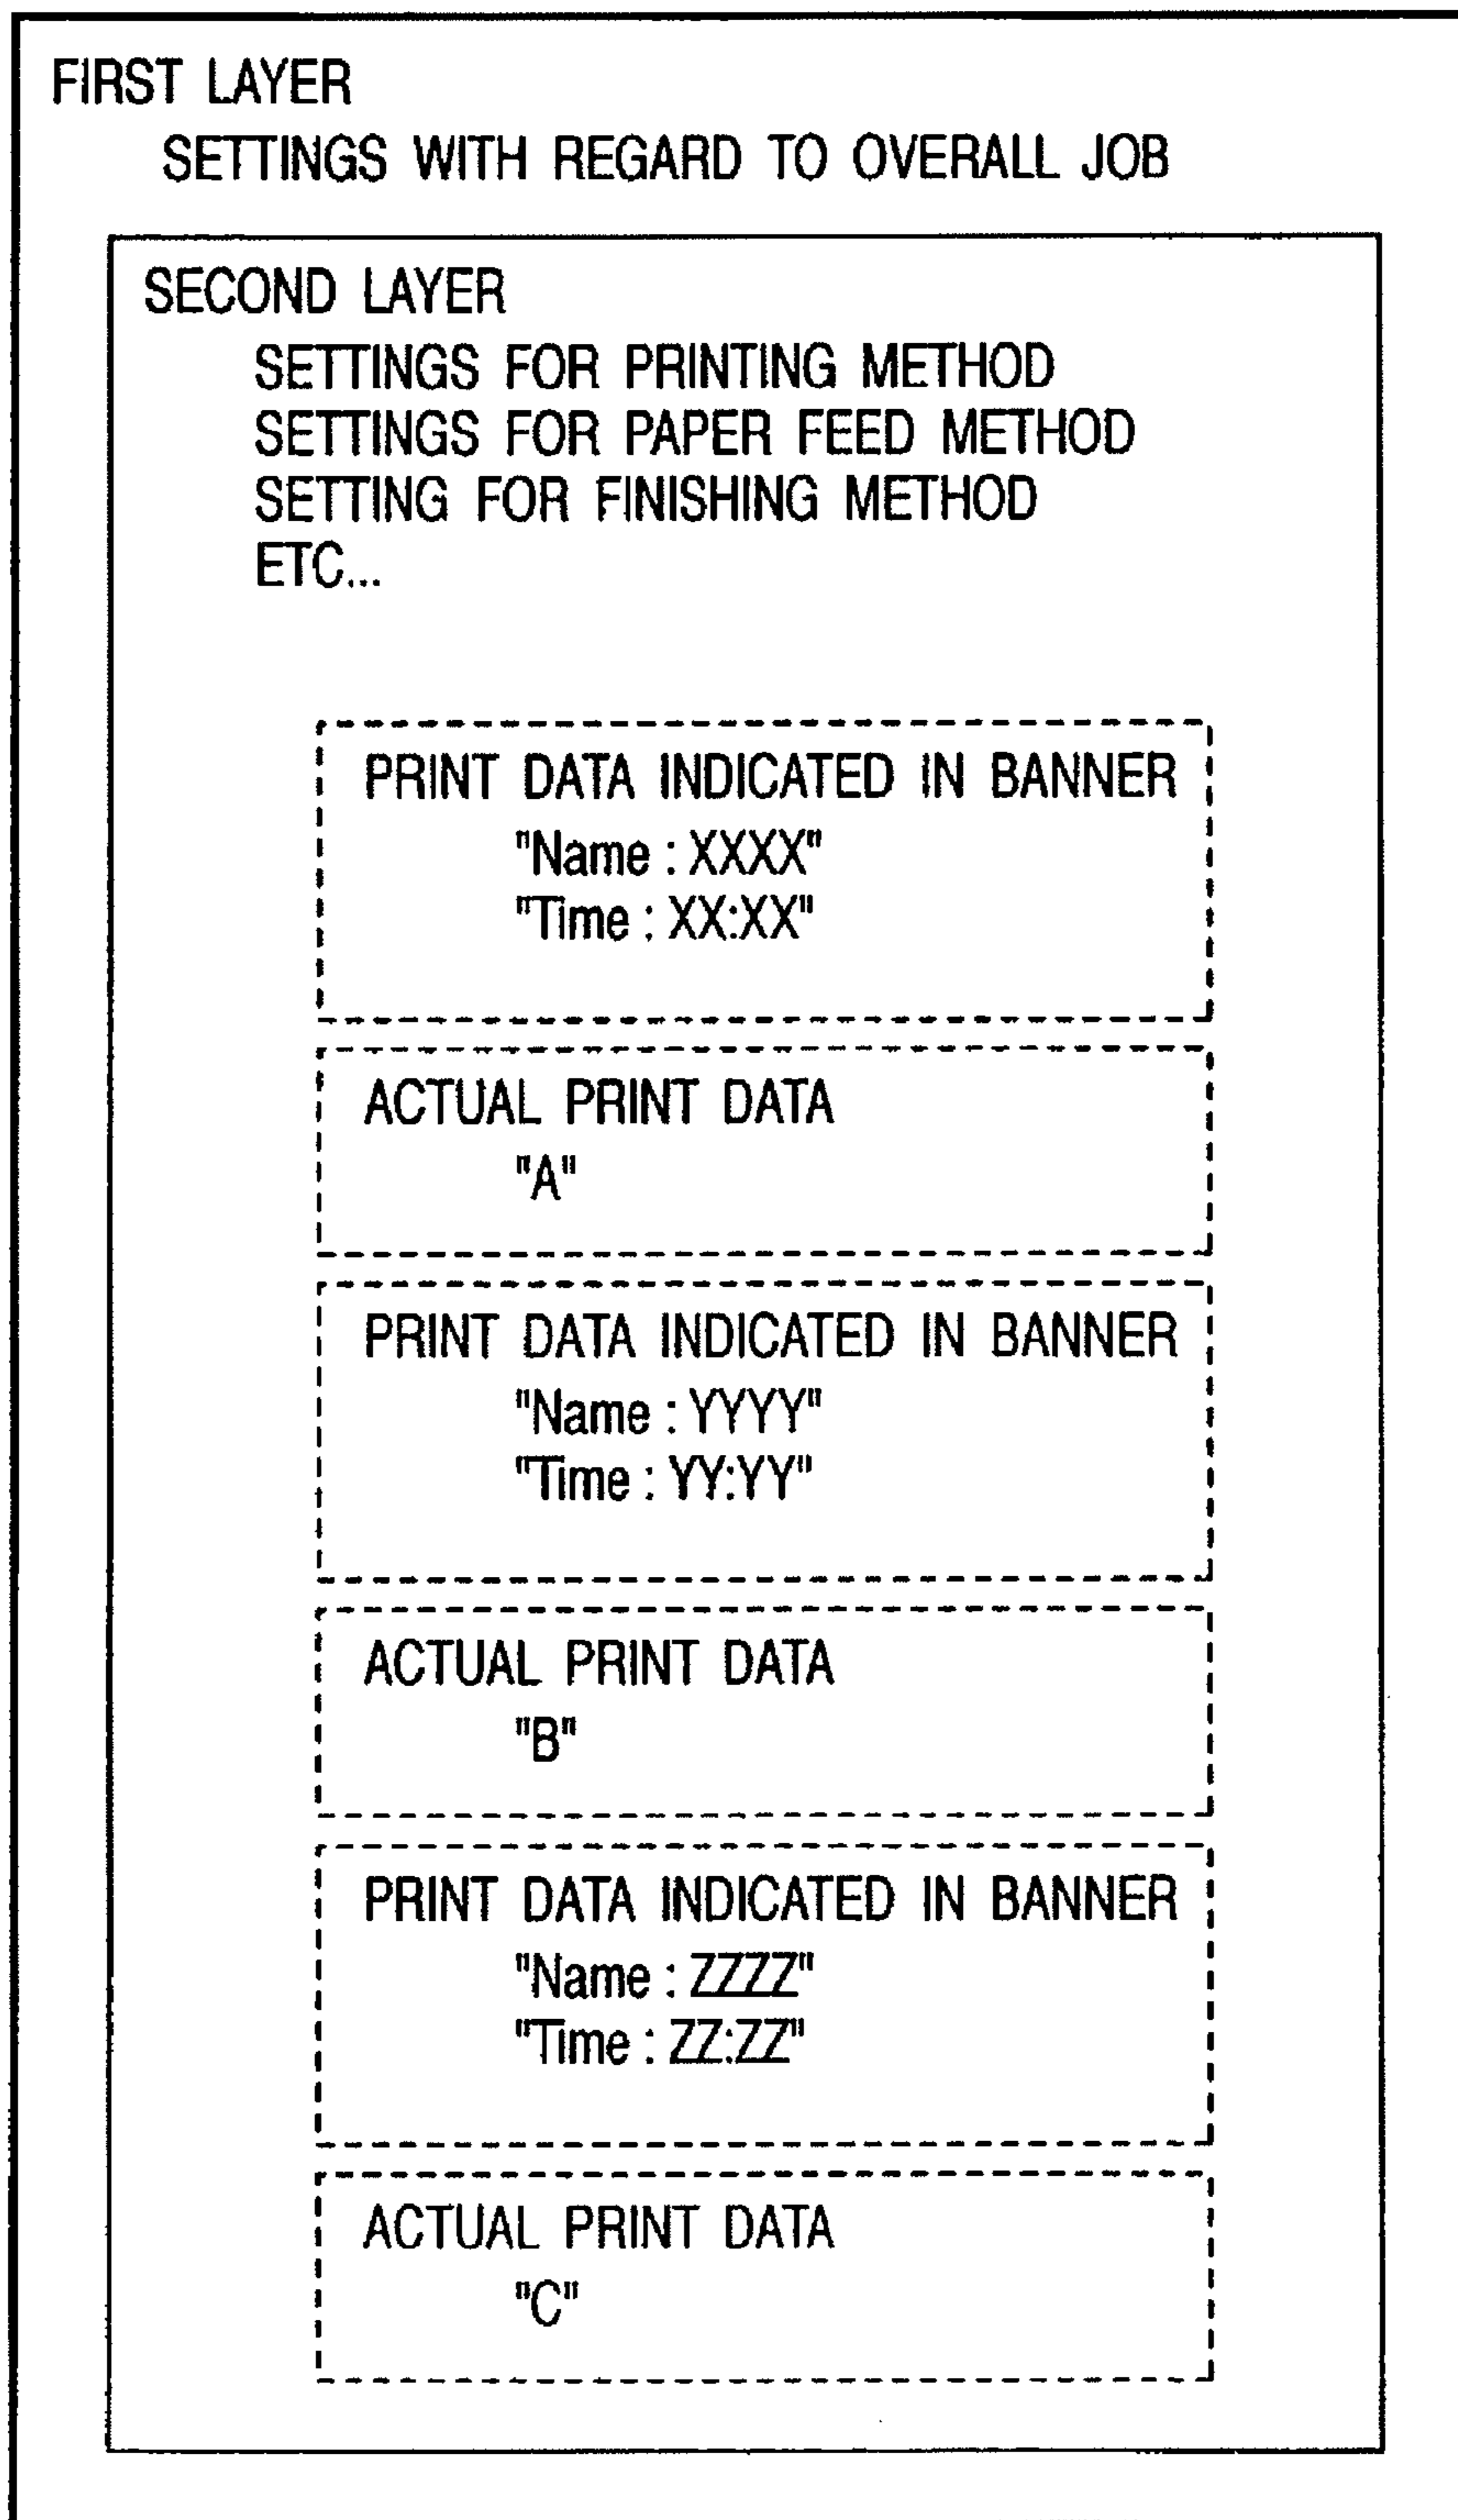 FIRST LAYER
SETTINGS WITH REGARD TO OVERALL JOB
SECOND LAYER
SETTINGS FOR PRINTING METHOD
SETTINGS FOR PAPER FEED METHOD
SETTING FOR FINISHING METHOD
ETC...
PRINT DATA INDICATED IN BANNER
"Name : XXXX"
"Time : XX:XX"
ACTUAL PRINT DATA
"A"
PRINT DATA INDICATED IN BANNER
"Name : YYYY"
"Time : YY:YY"
ACTUAL PRINT DATA
"B"
PRINT DATA INDICATED IN BANNER
"Name : ZZZZ"
"Time : ZZ:ZZ"
ACTUAL PRINT DATA
"C"